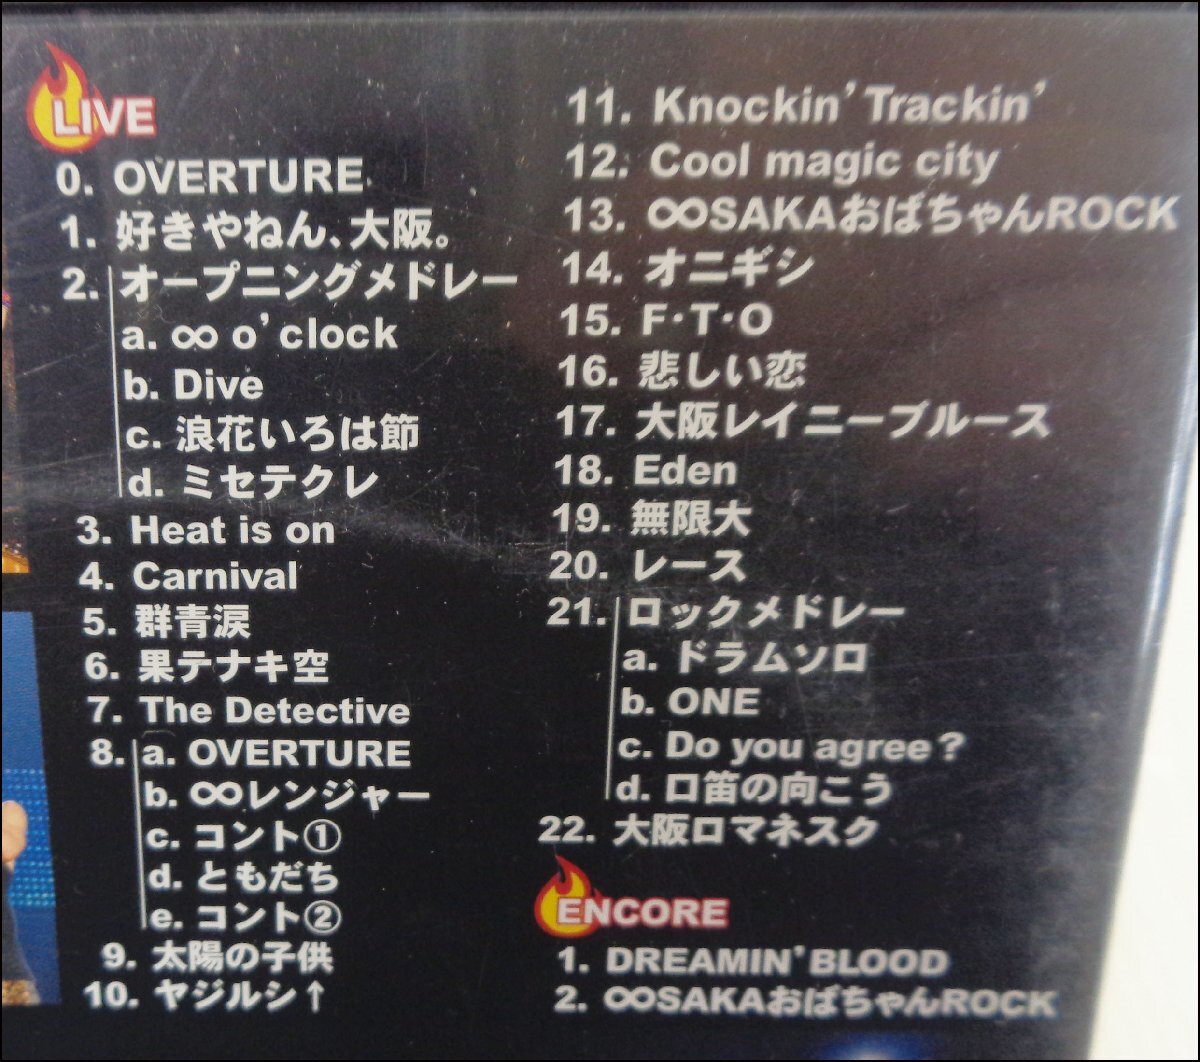 LIVE
0. OVERTURE
1. 好きやねん、大阪。
2. オープニングメドレー
a. ∞ o'clock
b. Dive
c. 浪花いろは節
d. ミセテクレ
3. Heat is on
4. Carnival
5. 群青涙
6. 果テナキ空
7. The Detective
8. a. OVERTURE
b. ∞レンジャー
c. コント①
d. ともだち
e. コント②
9. 太陽の子供
10. ヤジルシ↑
11. Knockin' Trackin'
12. Cool magic city
13. ∞SAKAおばちゃんROCK
14. オニギシ
15. F・T・O
16. 悲しい恋
17. 大阪レイニーブルース
18. Eden
19. 無限大
20. レース
21. ロックメドレー
a. ドラムソロ
b. ONE
c. Do you agree?
d. 口笛の向こう
22. 大阪ロマネスク
ENCORE
1. DREAMIN'BLOOD
2. ∞SAKAおばちゃんROCK